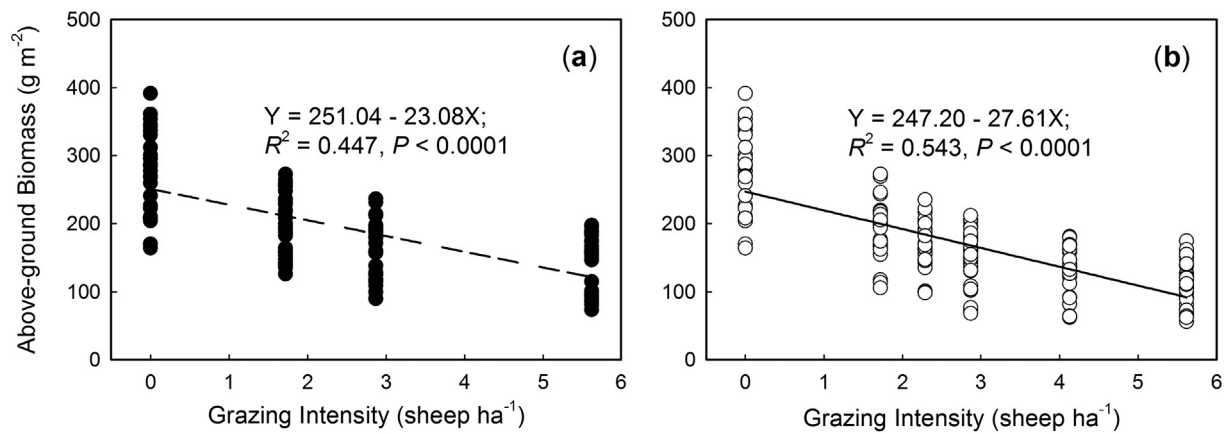 Above-ground Biomass (g m⁻²)
500
400
300
200
100
0
(a)
Y = 251.04 - 23.08X;
R² = 0.447, P < 0.0001
0 1 2 3 4 5 6
Grazing Intensity (sheep ha⁻¹)
500
400
300
200
100
0
(b)
Y = 247.20 - 27.61X;
R² = 0.543, P < 0.0001
0 1 2 3 4 5 6
Grazing Intensity (sheep ha⁻¹)